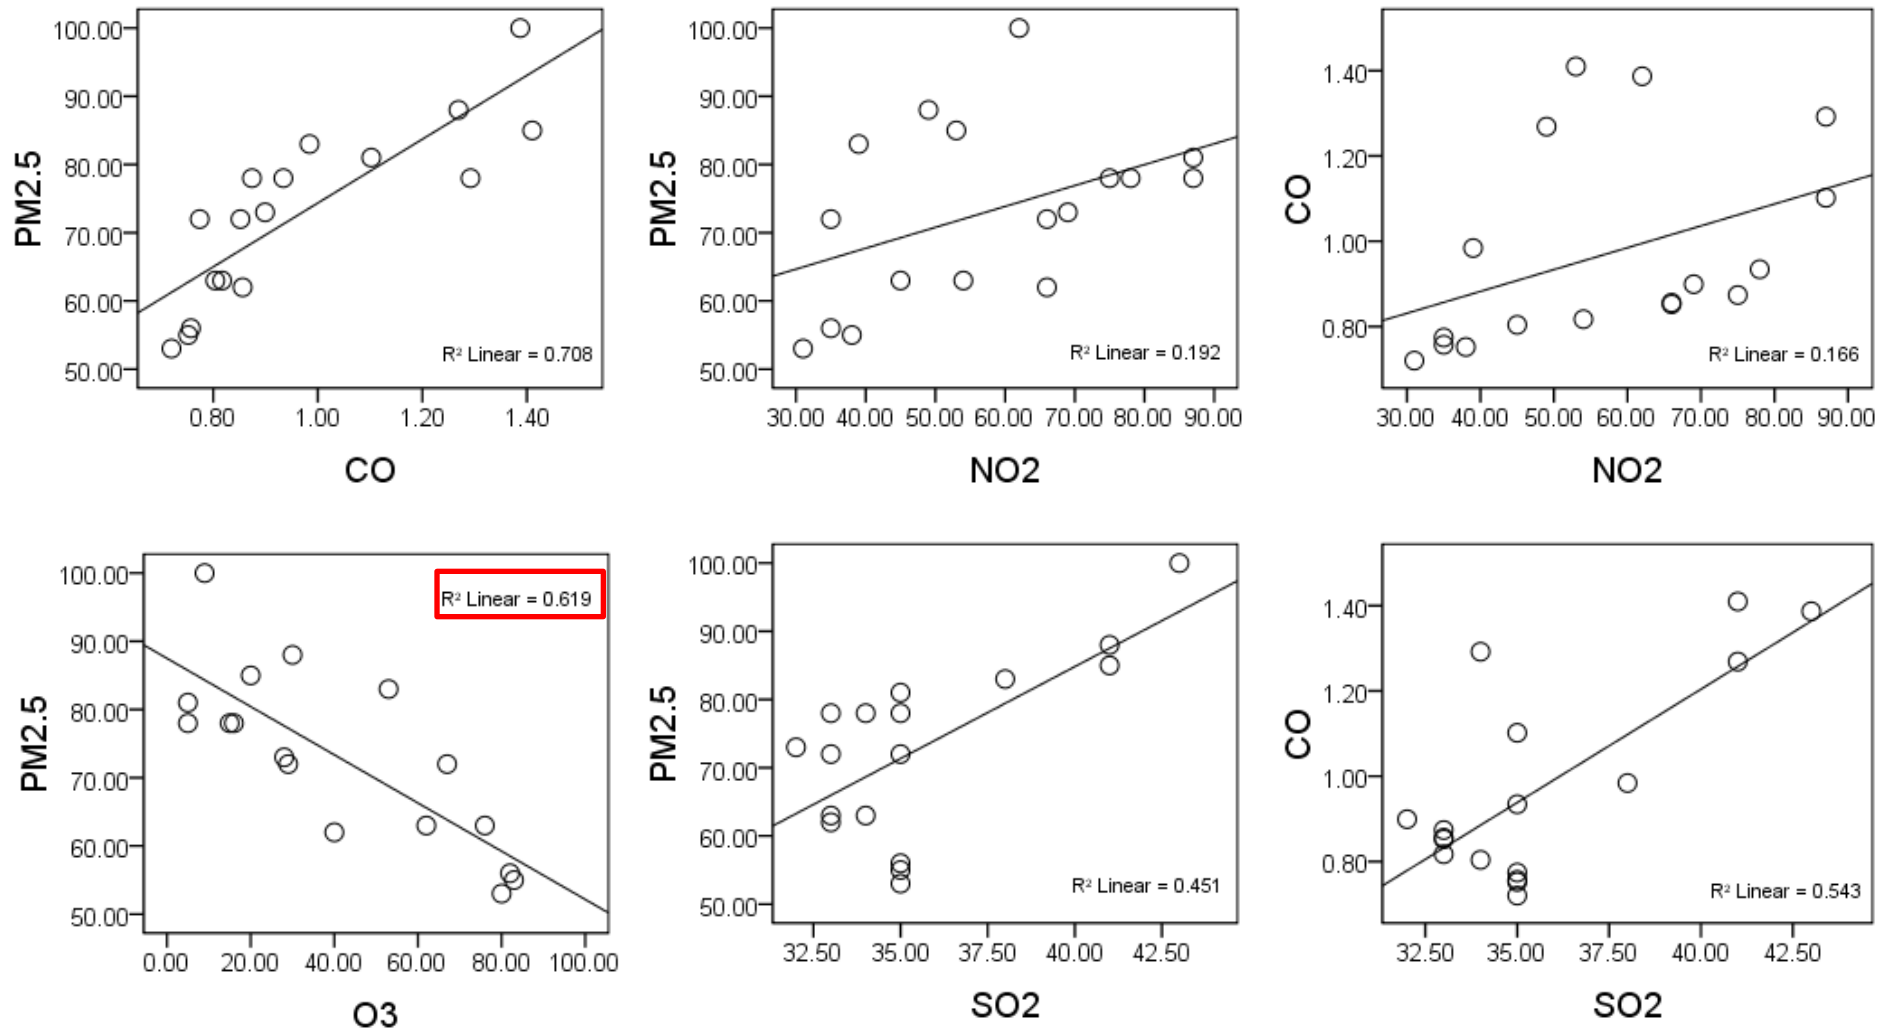 100.00
90.00
80.00
70.00
60.00
50.00
PM2.5
R² Linear = 0.708
0.80 1.00 1.20 1.40
CO
100.00
90.00
80.00
70.00
60.00
50.00
PM2.5
R² Linear = 0.192
30.00 40.00 50.00 60.00 70.00 80.00 90.00
NO2
1.40
1.20
1.00
0.80
CO
R² Linear = 0.166
30.00 40.00 50.00 60.00 70.00 80.00 90.00
NO2
100.00
90.00
80.00
70.00
60.00
50.00
PM2.5
R² Linear = 0.619
0.00 20.00 40.00 60.00 80.00 100.00
O3
100.00
90.00
80.00
70.00
60.00
50.00
PM2.5
R² Linear = 0.451
32.50 35.00 37.50 40.00 42.50
SO2
1.40
1.20
1.00
0.80
CO
R² Linear = 0.543
32.50 35.00 37.50 40.00 42.50
SO2